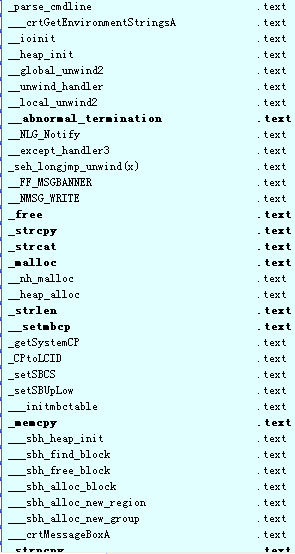 _parse_cmdline .text
___crtGetEnvironmentStringsA .text
__ioinit .text
__heap_init .text
__global_unwind2 .text
__unwind_handler .text
__local_unwind2 .text
__abnormal_termination .text
__NLG_Notify .text
__except_handler3 .text
_seh_longjmp_unwind(x) .text
__FF_MSGBANNER .text
__NMSG_WRITE .text
_free .text
_strcpy .text
_strcat .text
_malloc .text
__nh_malloc .text
__heap_alloc .text
_strlen .text
__setmbcp .text
_getSystemCP .text
_CPtoLCID .text
_setSBCS .text
_setSBUpLow .text
___initmbctable .text
_memcpy .text
___sbh_heap_init .text
___sbh_find_block .text
___sbh_free_block .text
___sbh_alloc_block .text
___sbh_alloc_new_region .text
___sbh_alloc_new_group .text
___crtMessageBoxA .text
_strncpy .text